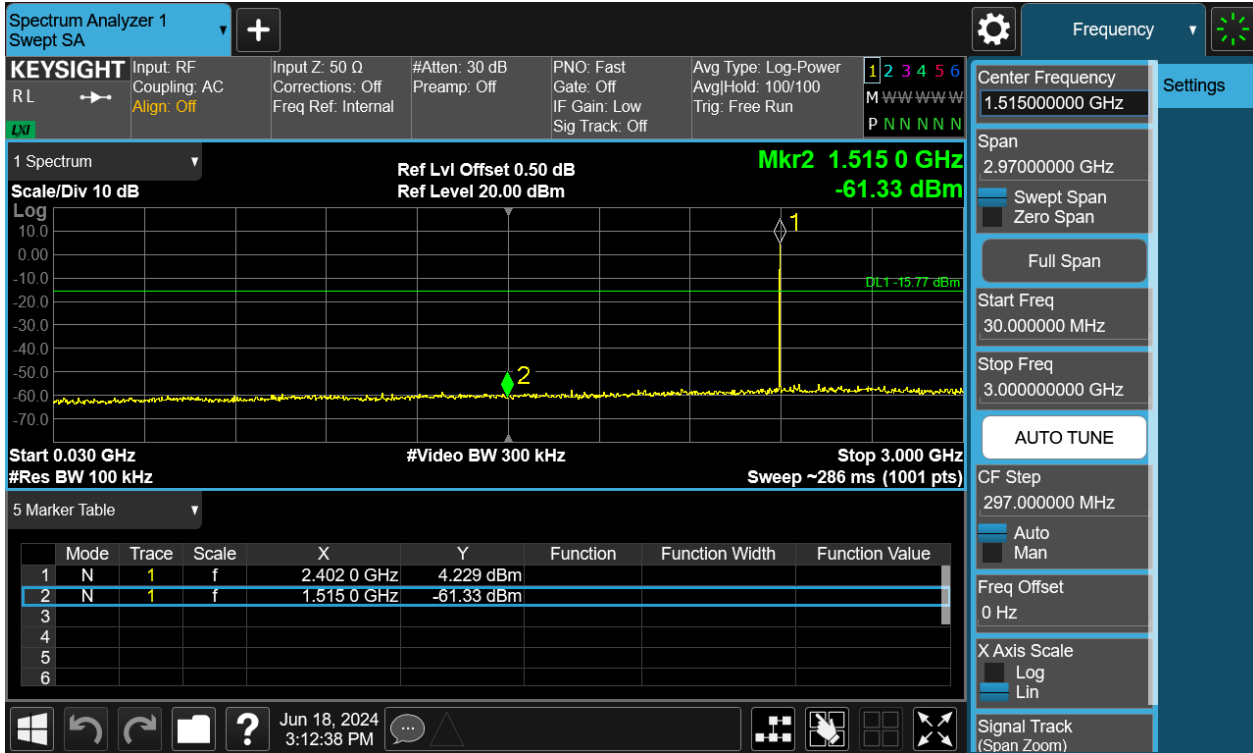 Spectrum Analyzer 1
Swept SA
+
Frequency
KEYSIGHT
RL
LXI
Input: RF
Coupling: AC
Align: Off
Input Z: 50 Ω
Corrections: Off
Freq Ref: Internal
#Atten: 30 dB
Preamp: Off
PNO: Fast
Gate: Off
IF Gain: Low
Sig Track: Off
Avg Type: Log-Power
Avg|Hold: 100/100
Trig: Free Run
1 2 3 4 5 6
M W W W W W
P N N N N N
1 Spectrum
Scale/Div 10 dB
Ref Lvl Offset 0.50 dB
Ref Level 20.00 dBm
Mkr2 1.515 0 GHz
-61.33 dBm
Log
10.0
0.00
-10.0
-20.0
-30.0
-40.0
-50.0
-60.0
-70.0
1
DL1 -15.77 dBm
2
Start 0.030 GHz
#Video BW 300 kHz
Stop 3.000 GHz
#Res BW 100 kHz
Sweep ~286 ms (1001 pts)
5 Marker Table
Mode Trace Scale X Y Function Function Width Function Value
1 N 1 f 2.402 0 GHz 4.229 dBm
2 N 1 f 1.515 0 GHz -61.33 dBm
3
4
5
6
?
Jun 18, 2024
3:12:38 PM
Center Frequency
1.515000000 GHz
Settings
Span
2.97000000 GHz
Swept Span
Zero Span
Full Span
Start Freq
30.000000 MHz
Stop Freq
3.000000000 GHz
AUTO TUNE
CF Step
297.000000 MHz
Auto
Man
Freq Offset
0 Hz
X Axis Scale
Log
Lin
Signal Track
(Span Zoom)